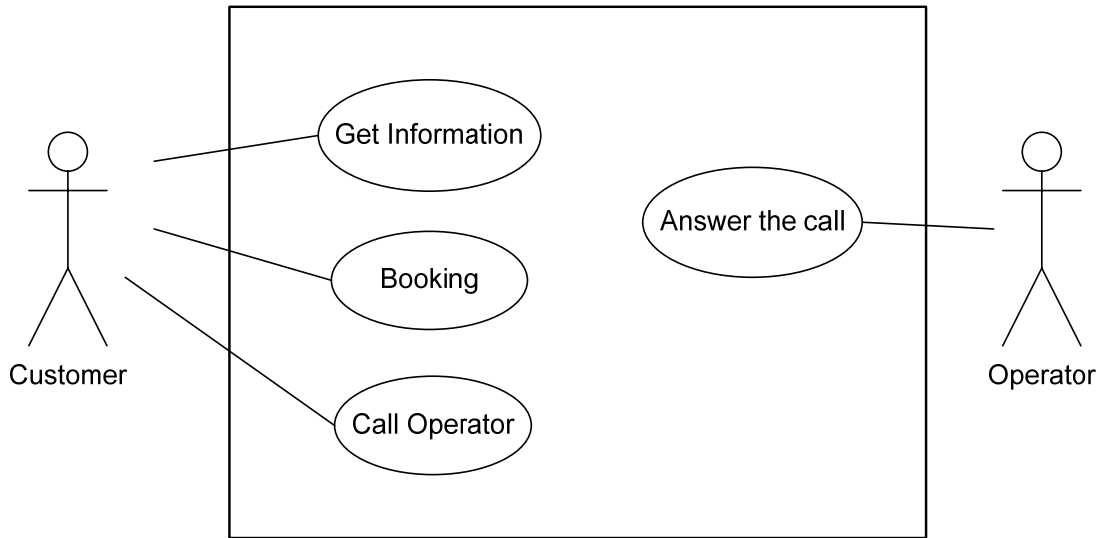 Get Information
Answer the call
Booking
Customer
Operator
Call Operator